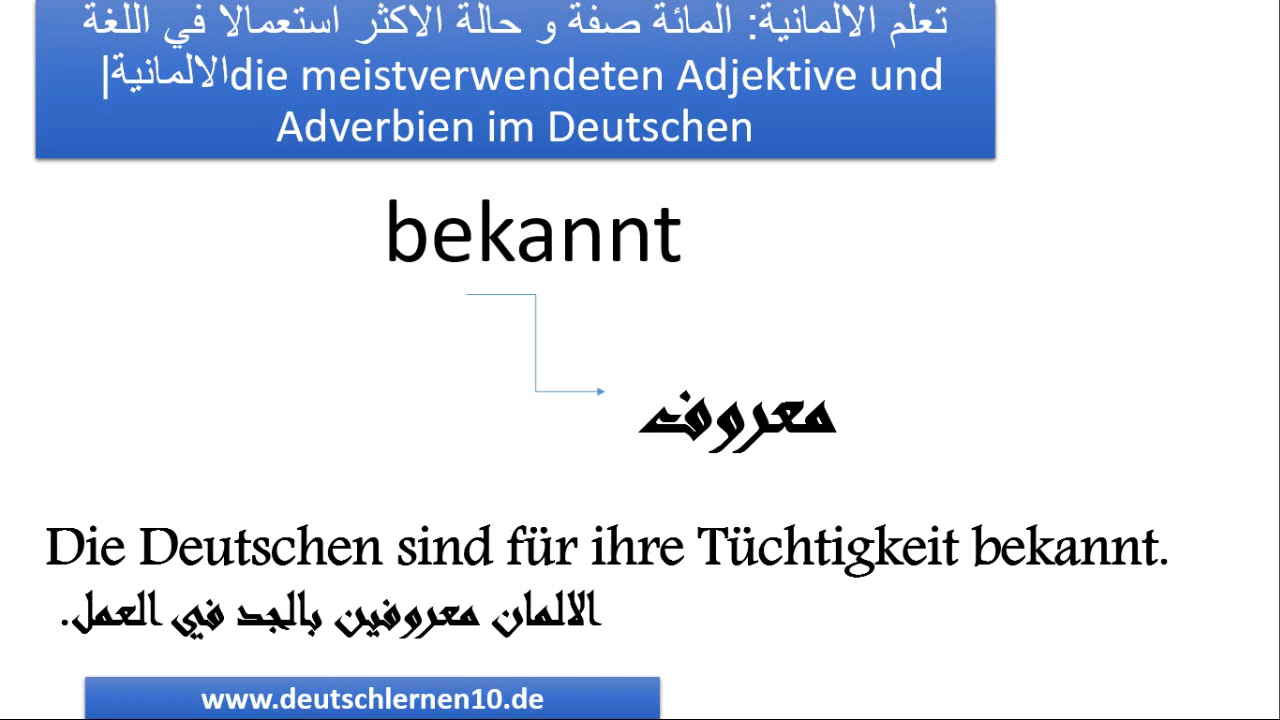 تعلم الالمانية: المائة صفة و حالة الاكثر استعمالا في اللغة
الالمانية|die meistverwendeten Adjektive und
Adverbien im Deutschen
bekannt
معروف
Die Deutschen sind für ihre Tüchtigkeit bekannt.
الالمان معروفين بالجد في العمل.
www.deutschlernen10.de